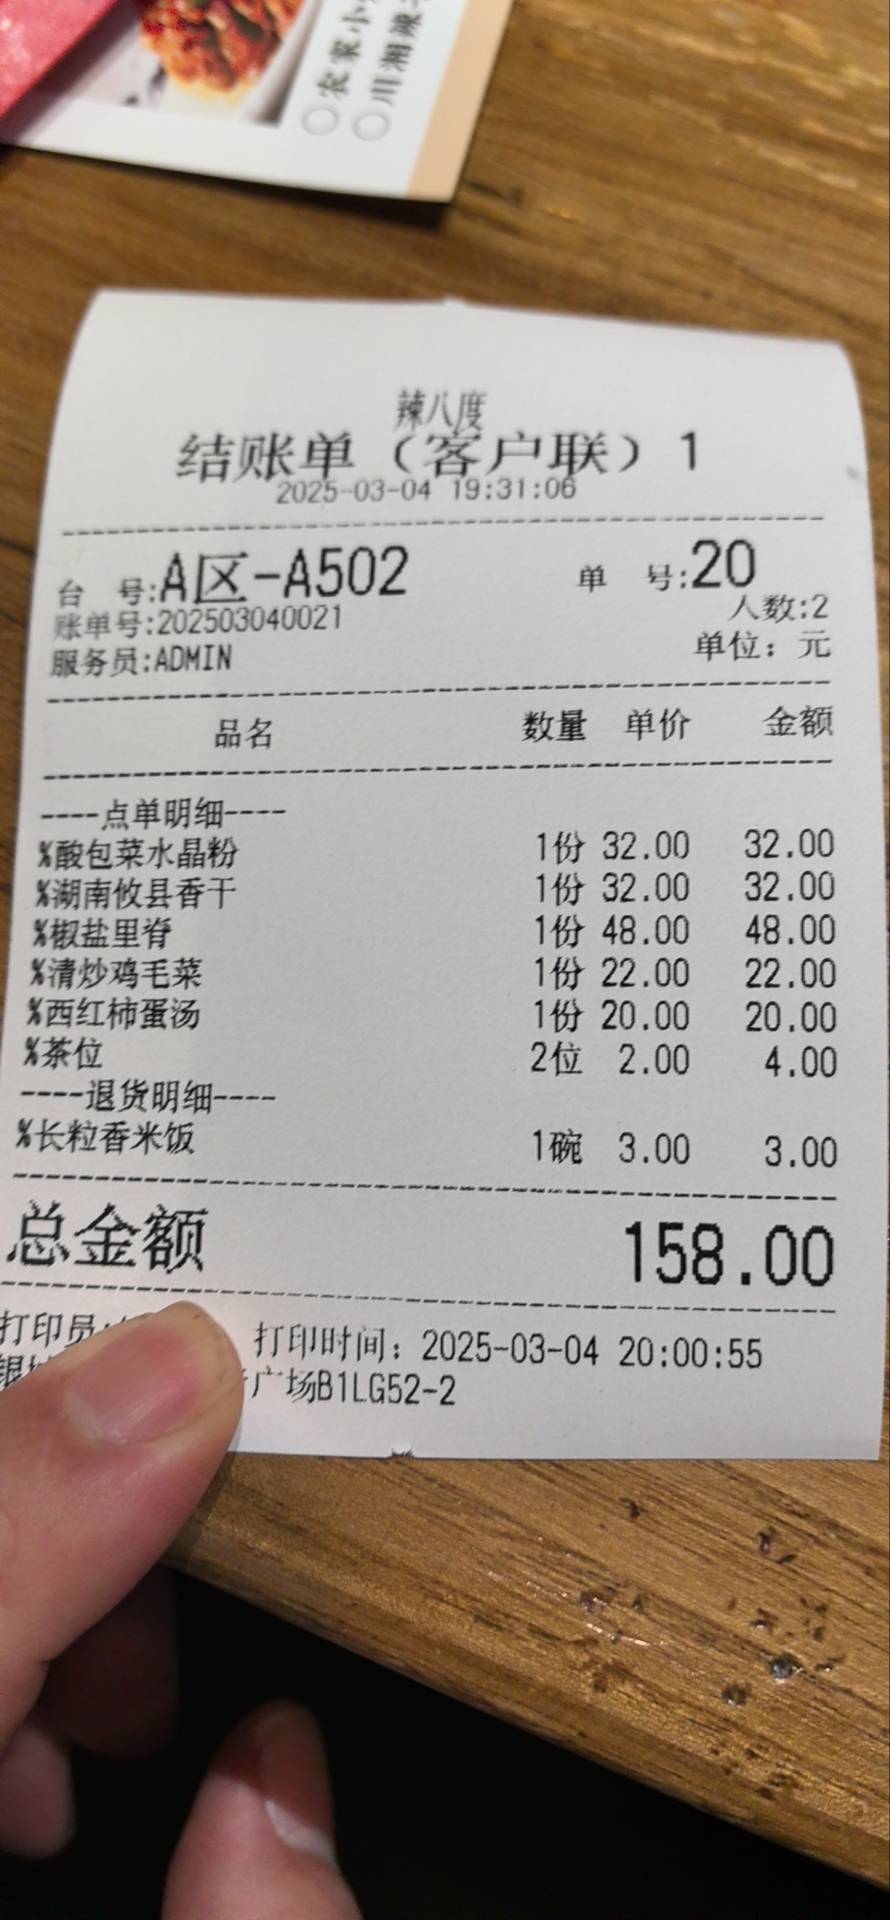 农家小
川湘辣
辣八度
结账单（客户联）1
2025-03-04 19:31:06
台 号:A区-A502 单 号:20
账单号:202503040021 人数:2
服务员:ADMIN 单位：元
品名 数量 单价 金额
----点单明细----
%酸包菜水晶粉 1份 32.00 32.00
%湖南攸县香干 1份 32.00 32.00
%椒盐里脊 1份 48.00 48.00
%清炒鸡毛菜 1份 22.00 22.00
%西红柿蛋汤 1份 20.00 20.00
%茶位 2位 2.00 4.00
----退货明细----
%长粒香米饭 1碗 3.00 3.00
总金额 158.00
打印员: 打印时间：2025-03-04 20:00:55
广场B1LG52-2